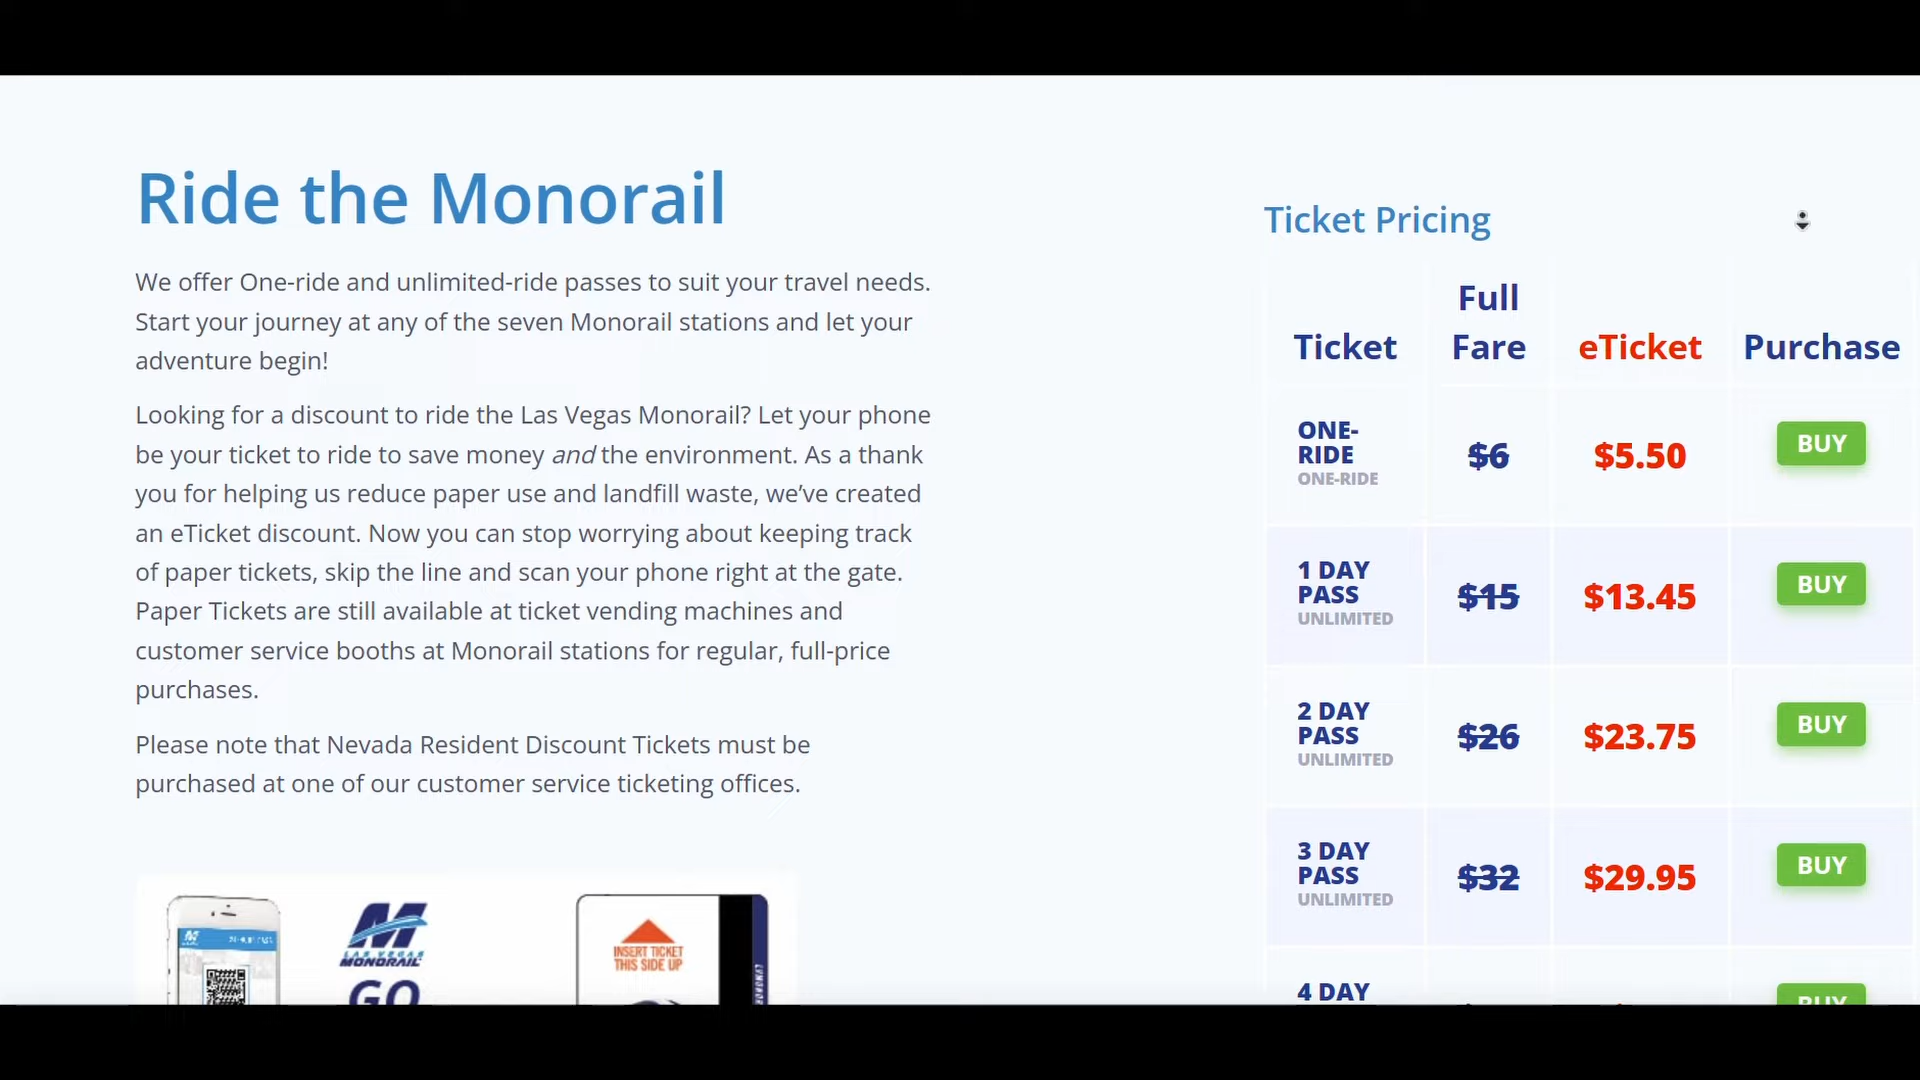 Ride the Monorail
We offer One-ride and unlimited-ride passes to suit your travel needs.
Start your journey at any of the seven Monorail stations and let your
adventure begin!
Looking for a discount to ride the Las Vegas Monorail? Let your phone
be your ticket to ride to save money and the environment. As a thank
you for helping us reduce paper use and landfill waste, we’ve created
an eTicket discount. Now you can stop worrying about keeping track
of paper tickets, skip the line and scan your phone right at the gate.
Paper Tickets are still available at ticket vending machines and
customer service booths at Monorail stations for regular, full-price
purchases.
Please note that Nevada Resident Discount Tickets must be
purchased at one of our customer service ticketing offices.
LAS VEGAS
MONORAIL
GO
INSERT TICKET
THIS SIDE UP
Ticket Pricing
Full
Ticket Fare eTicket Purchase
ONE-
RIDE
ONE-RIDE
$6 $5.50 BUY
1 DAY
PASS
UNLIMITED
$15 $13.45 BUY
2 DAY
PASS
UNLIMITED
$26 $23.75 BUY
3 DAY
PASS
UNLIMITED
$32 $29.95 BUY
4 DAY
BUY